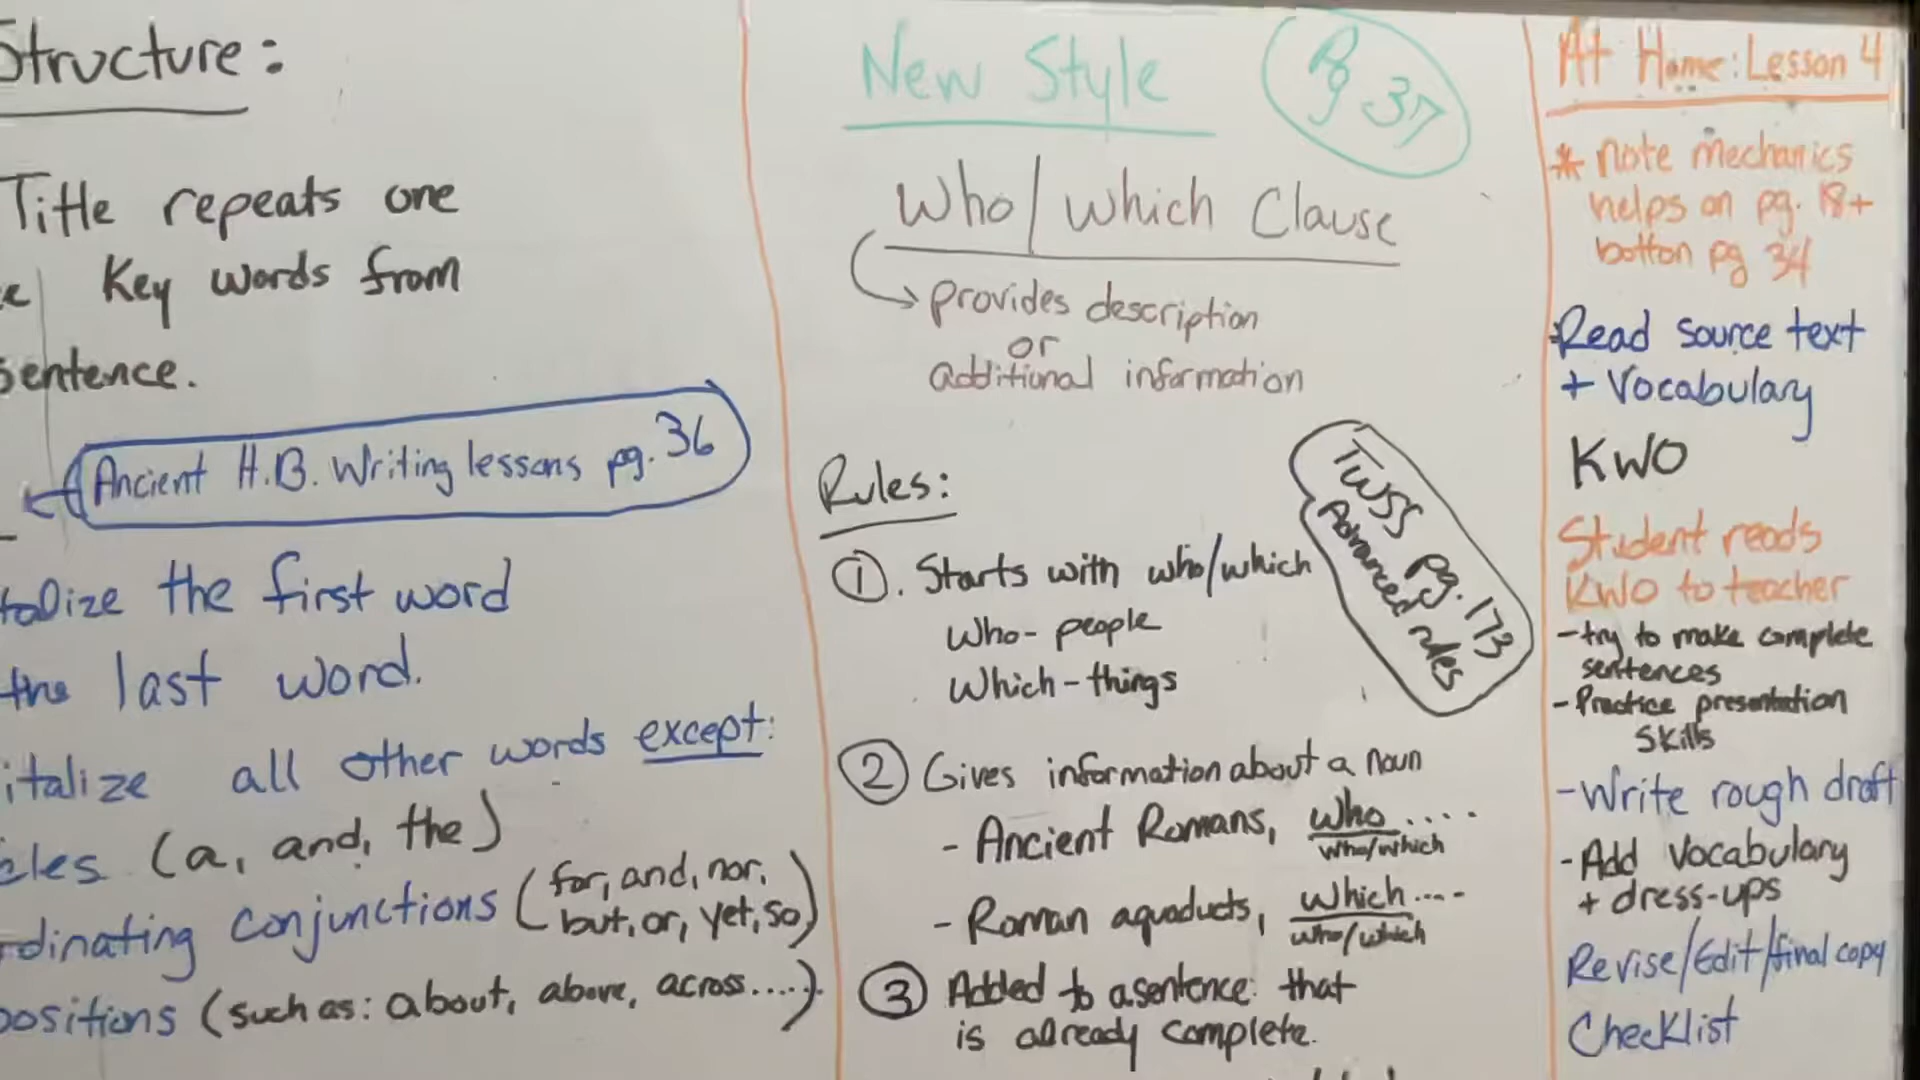 Structure:
Title repeats one
Key words from
sentence.
Ancient H.B. Writing lessons pg. 36
talize the first word
the last word.
italize all other words except:
cles (a, and, the)
rdinating conjunctions (for, and, nor,
but, or, yet, so)
positions (such as: about, above, across.....)
New Style
Pg 37
Who/which Clause
provides description
or
additional information
Rules:
TWSS pg. 173
Advanced rules
①. Starts with who/which
Who- people
Which-things
② Gives information about a noun
- Ancient Romans, who ....
who/which
- Roman aquaducts, which....
who/which
③ Added to a sentence that
is already complete.
At Home: Lesson 4
* note mechanics
helps on pg. 18+
botton pg 34
Read source text
+ Vocabulary
KWO
Student reads
KWO to teacher
-try to make complete
sentences
-Practice presentation
skills
-Write rough draft
-Add Vocabulary
+ dress-ups
Revise/Edit/final copy
Checklist